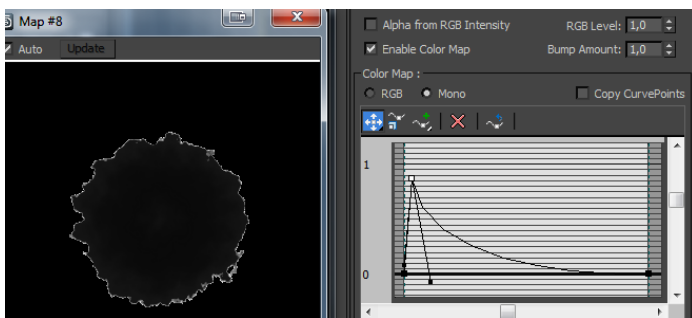 Map #8
Auto Update
Alpha from RGB Intensity RGB Level: 1,0
Enable Color Map Bump Amount: 1,0
Color Map :
RGB Mono Copy CurvePoints
1
0